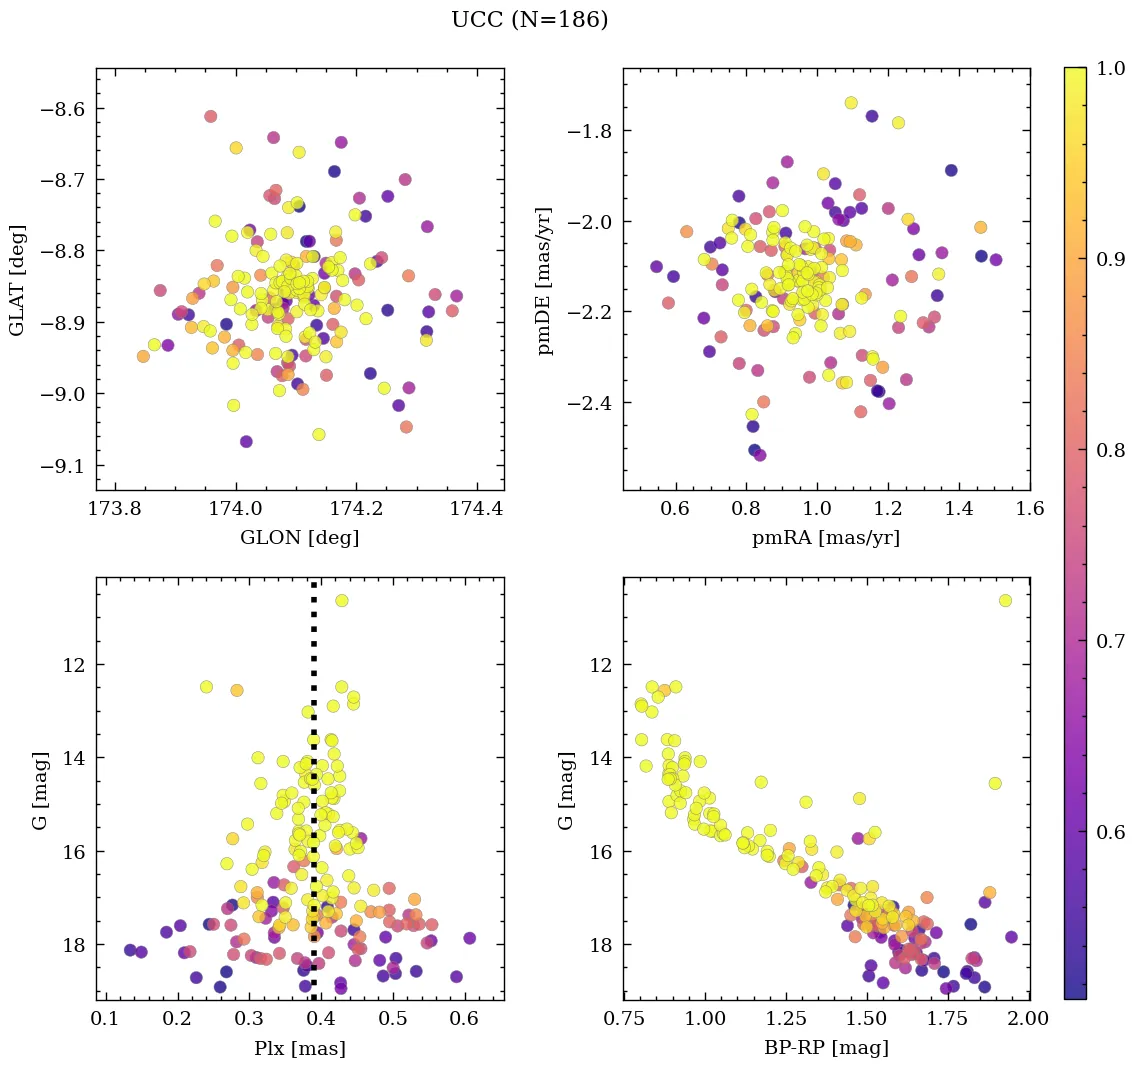 UCC (N=186)
−8.6
−8.7
−8.8
−8.9
−9.0
−9.1
GLAT [deg]
173.8 174.0 174.2 174.4
GLON [deg]
−1.8
−2.0
−2.2
−2.4
pmDE [mas/yr]
0.6 0.8 1.0 1.2 1.4 1.6
pmRA [mas/yr]
1.0
0.9
0.8
0.7
0.6
12
14
16
18
G [mag]
0.1 0.2 0.3 0.4 0.5 0.6
Plx [mas]
12
14
16
18
G [mag]
0.75 1.00 1.25 1.50 1.75 2.00
BP-RP [mag]